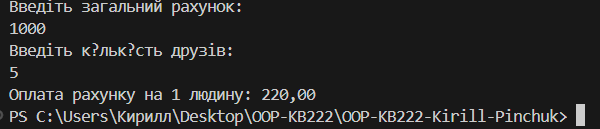 Введіть загальний рахунок:
1000
Введіть к?льк?сть друзів:
5
Оплата рахунку на 1 людину: 220,00
PS C:\Users\Кирилл\Desktop\OOP-KB222\OOP-KB222-Kirill-Pinchuk>